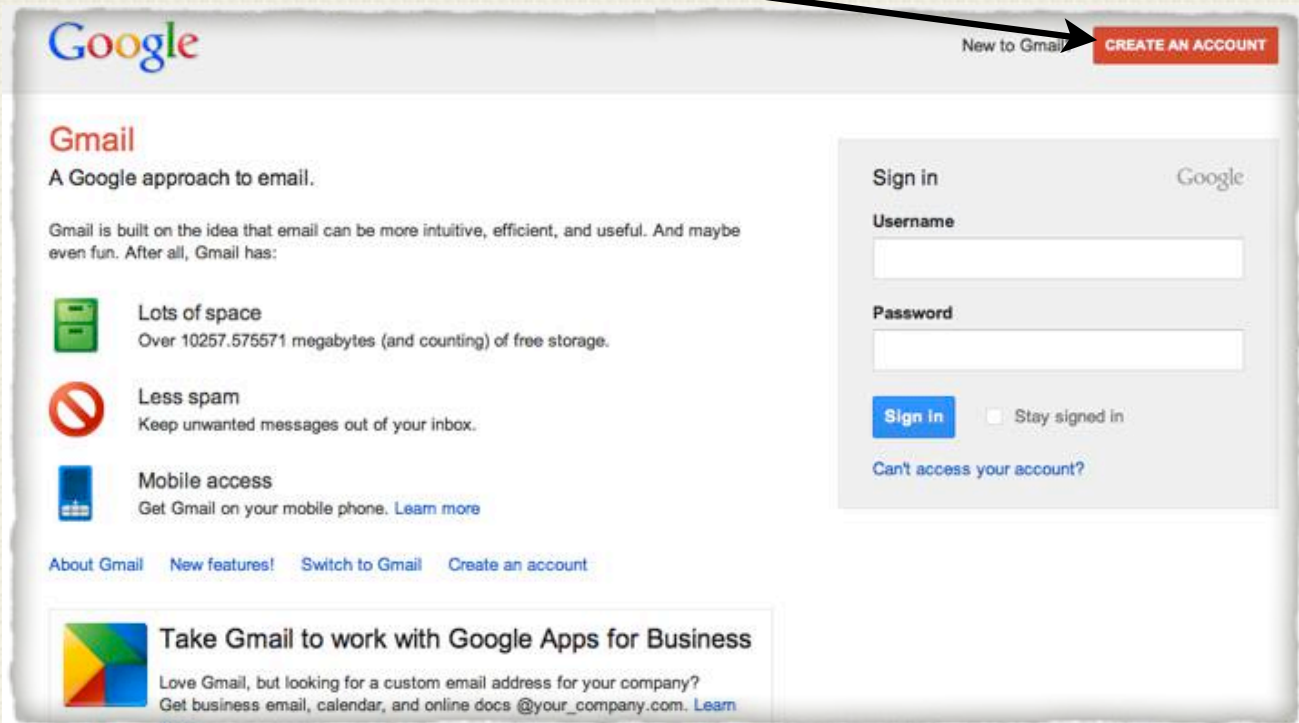 Google
New to Gmail
CREATE AN ACCOUNT
Gmail
A Google approach to email.
Gmail is built on the idea that email can be more intuitive, efficient, and useful. And maybe
even fun. After all, Gmail has:
Lots of space
Over 10257.575571 megabytes (and counting) of free storage.
Less spam
Keep unwanted messages out of your inbox.
Mobile access
Get Gmail on your mobile phone. Learn more
About Gmail New features! Switch to Gmail Create an account
Take Gmail to work with Google Apps for Business
Love Gmail, but looking for a custom email address for your company?
Get business email, calendar, and online docs @your_company.com. Learn
Sign in Google
Username
Password
Sign in Stay signed in
Can't access your account?